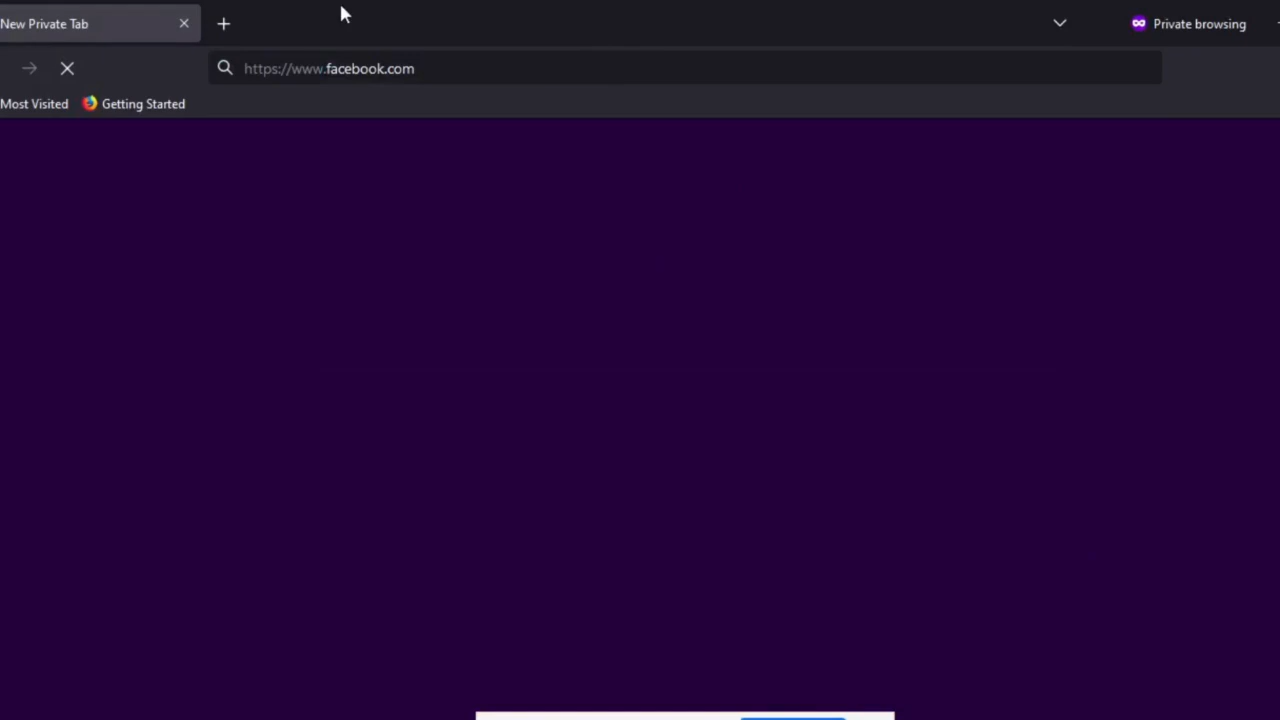 New Private Tab
Private browsing
https://www.facebook.com
Most Visited
Getting Started